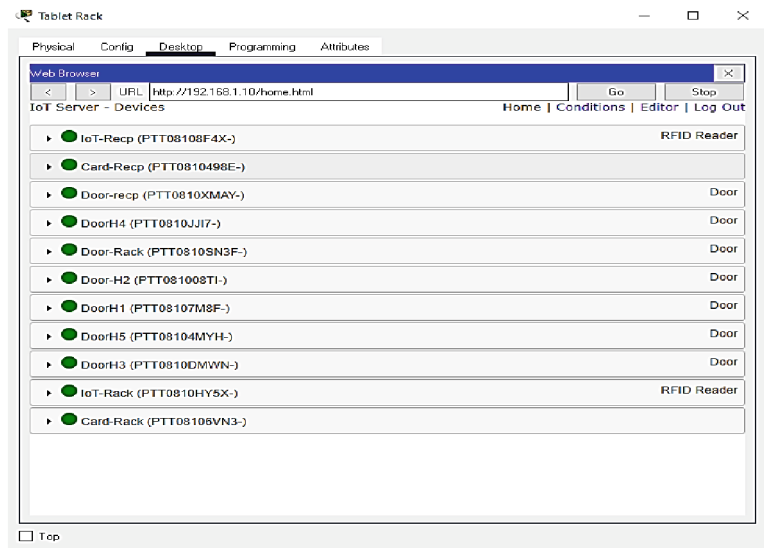 Tablet Rack
Physical Config Desktop Programming Attributes
Web Browser
< > URL http://192.168.1.10/home.html Go Stop
IoT Server - Devices Home | Conditions | Editor | Log Out
IoT-Recp (PTT08108F4X-) RFID Reader
Card-Recp (PTT0810498E-)
Door-recp (PTT0810XMAY-) Door
DoorH4 (PTT0810JJI7-) Door
Door-Rack (PTT0810SN3F-) Door
Door-H2 (PTT081008TI-) Door
DoorH1 (PTT08107M8F-) Door
DoorH5 (PTT08104MYH-) Door
DoorH3 (PTT0810DMWN-) Door
IoT-Rack (PTT0810HY5X-) RFID Reader
Card-Rack (PTT08106VN3-)
Top